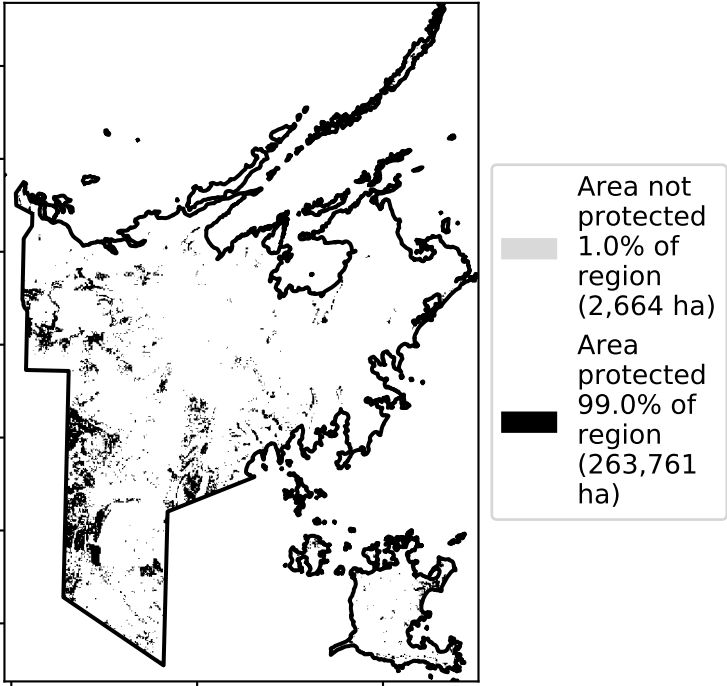 Area not
protected
1.0% of
region
(2,664 ha)
Area
protected
99.0% of
region
(263,761
ha)